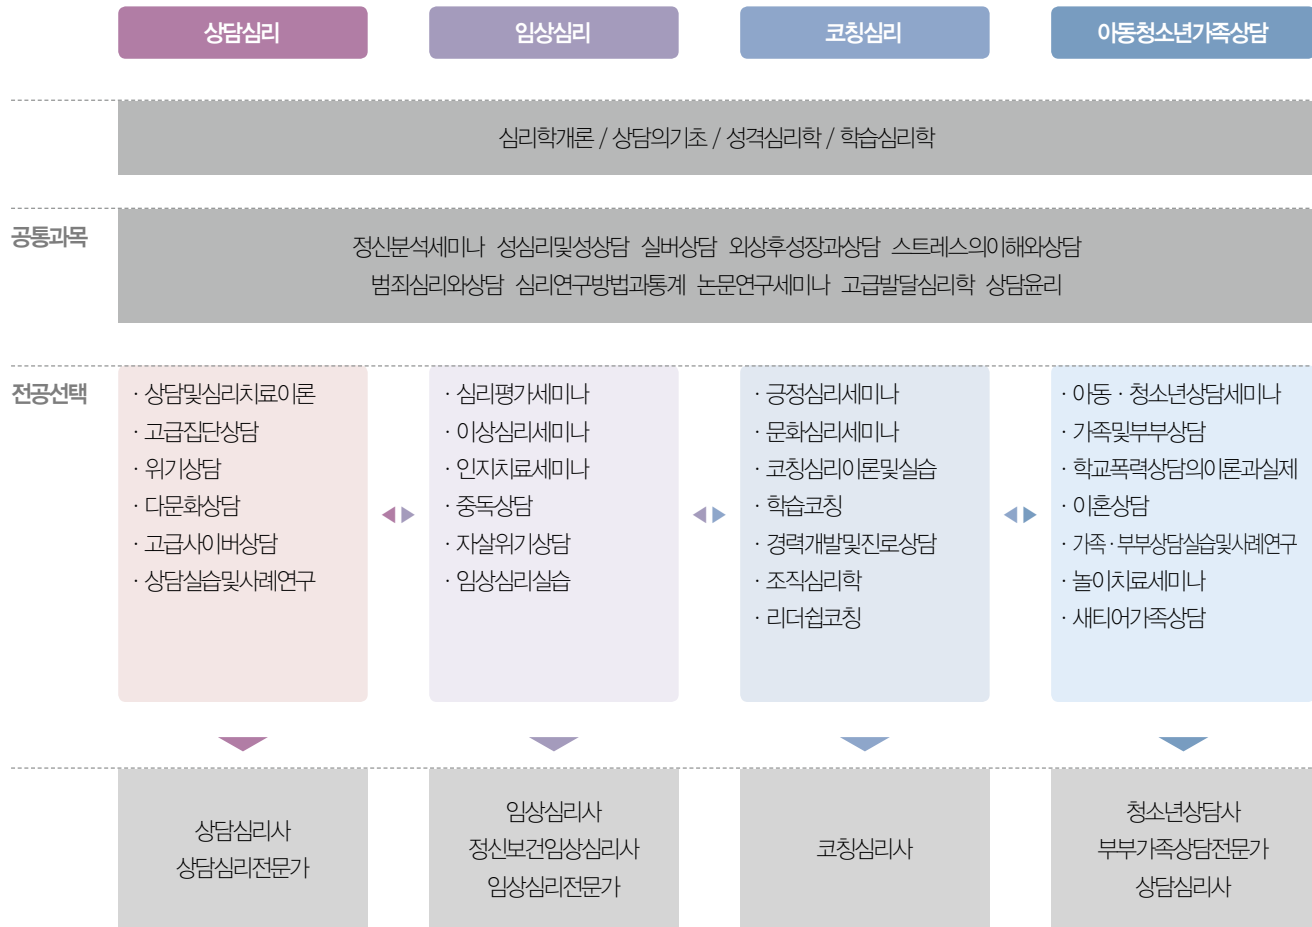 상담심리
임상심리
코칭심리
아동청소년가족상담
심리학개론 / 상담의기초 / 성격심리학 / 학습심리학
공통과목
정신분석세미나 성심리및성상담 실버상담 외상후성장과상담 스트레스의이해와상담
범죄심리와상담 심리연구방법과통계 논문연구세미나 고급발달심리학 상담윤리
전공선택
· 상담및심리치료이론
· 고급집단상담
· 위기상담
· 다문화상담
· 고급사이버상담
· 상담실습및사례연구
· 심리평가세미나
· 이상심리세미나
· 인지치료세미나
· 중독상담
· 자살위기상담
· 임상심리실습
· 긍정심리세미나
· 문화심리세미나
· 코칭심리이론및실습
· 학습코칭
· 경력개발및진로상담
· 조직심리학
· 리더쉽코칭
· 아동 · 청소년상담세미나
· 가족및부부상담
· 학교폭력상담의이론과실제
· 이혼상담
· 가족·부부상담실습및사례연구
· 놀이치료세미나
· 새티어가족상담
상담심리사
상담심리전문가
임상심리사
정신보건임상심리사
임상심리전문가
코칭심리사
청소년상담사
부부가족상담전문가
상담심리사